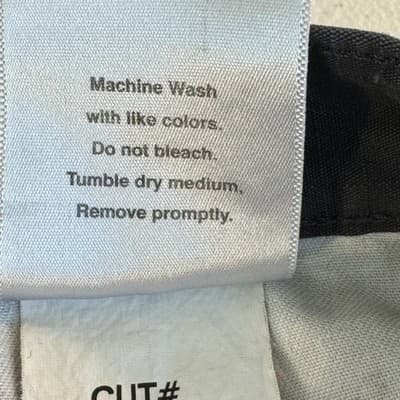 Machine Wash
with like colors.
Do not bleach.
Tumble dry medium.
Remove promptly.
CUT#